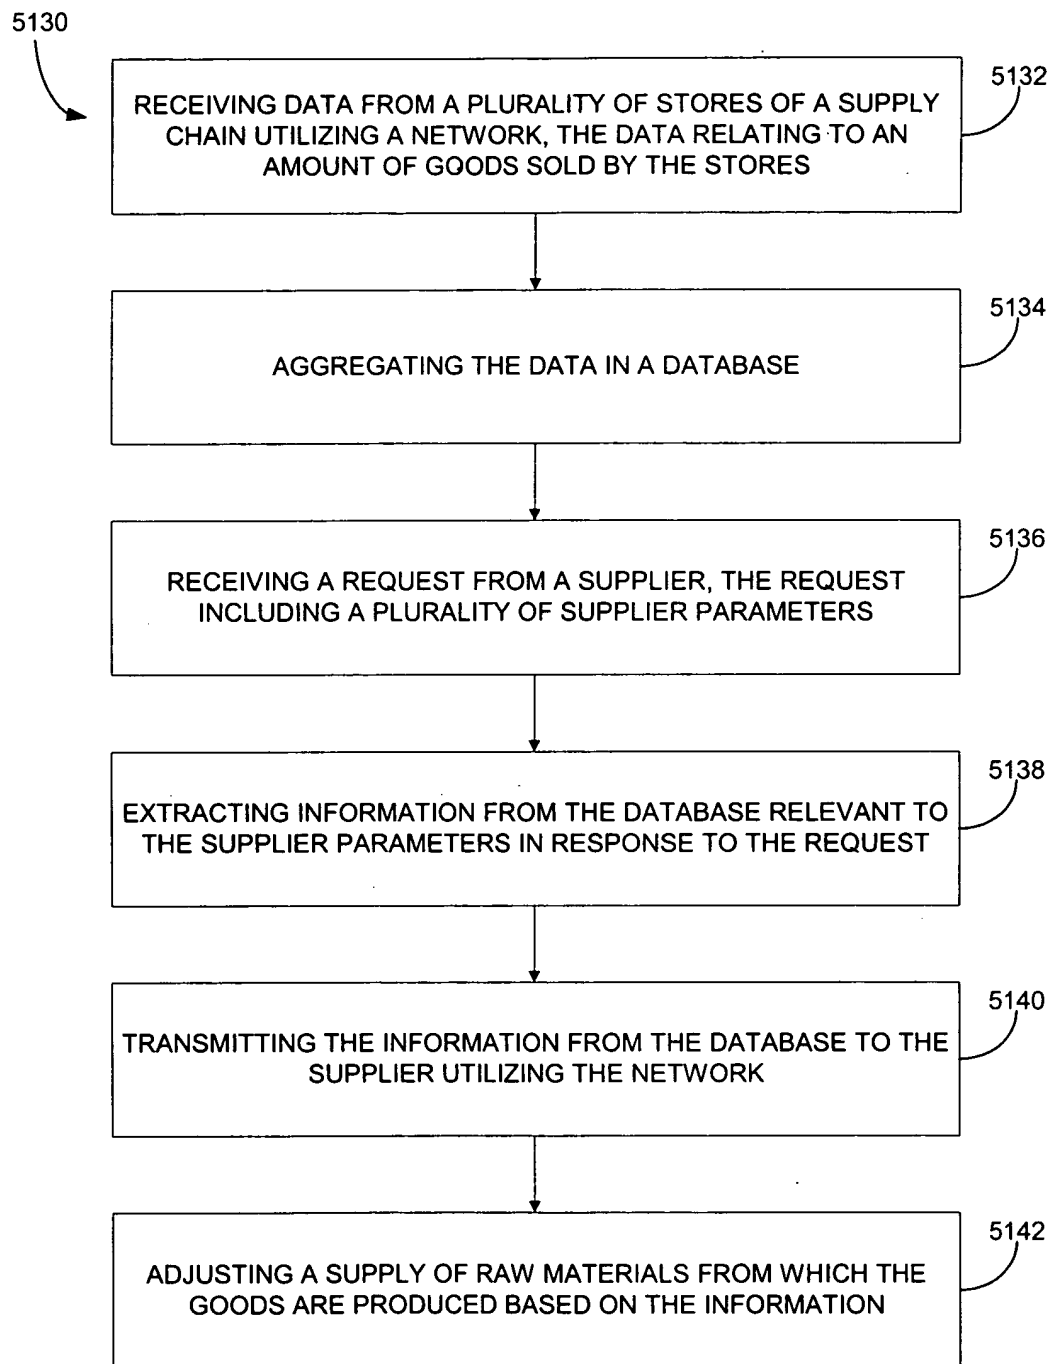 5130
5132
RECEIVING DATA FROM A PLURALITY OF STORES OF A SUPPLY
CHAIN UTILIZING A NETWORK, THE DATA RELATING TO AN
AMOUNT OF GOODS SOLD BY THE STORES
5134
AGGREGATING THE DATA IN A DATABASE
5136
RECEIVING A REQUEST FROM A SUPPLIER, THE REQUEST
INCLUDING A PLURALITY OF SUPPLIER PARAMETERS
5138
EXTRACTING INFORMATION FROM THE DATABASE RELEVANT TO
THE SUPPLIER PARAMETERS IN RESPONSE TO THE REQUEST
5140
TRANSMITTING THE INFORMATION FROM THE DATABASE TO THE
SUPPLIER UTILIZING THE NETWORK
5142
ADJUSTING A SUPPLY OF RAW MATERIALS FROM WHICH THE
GOODS ARE PRODUCED BASED ON THE INFORMATION